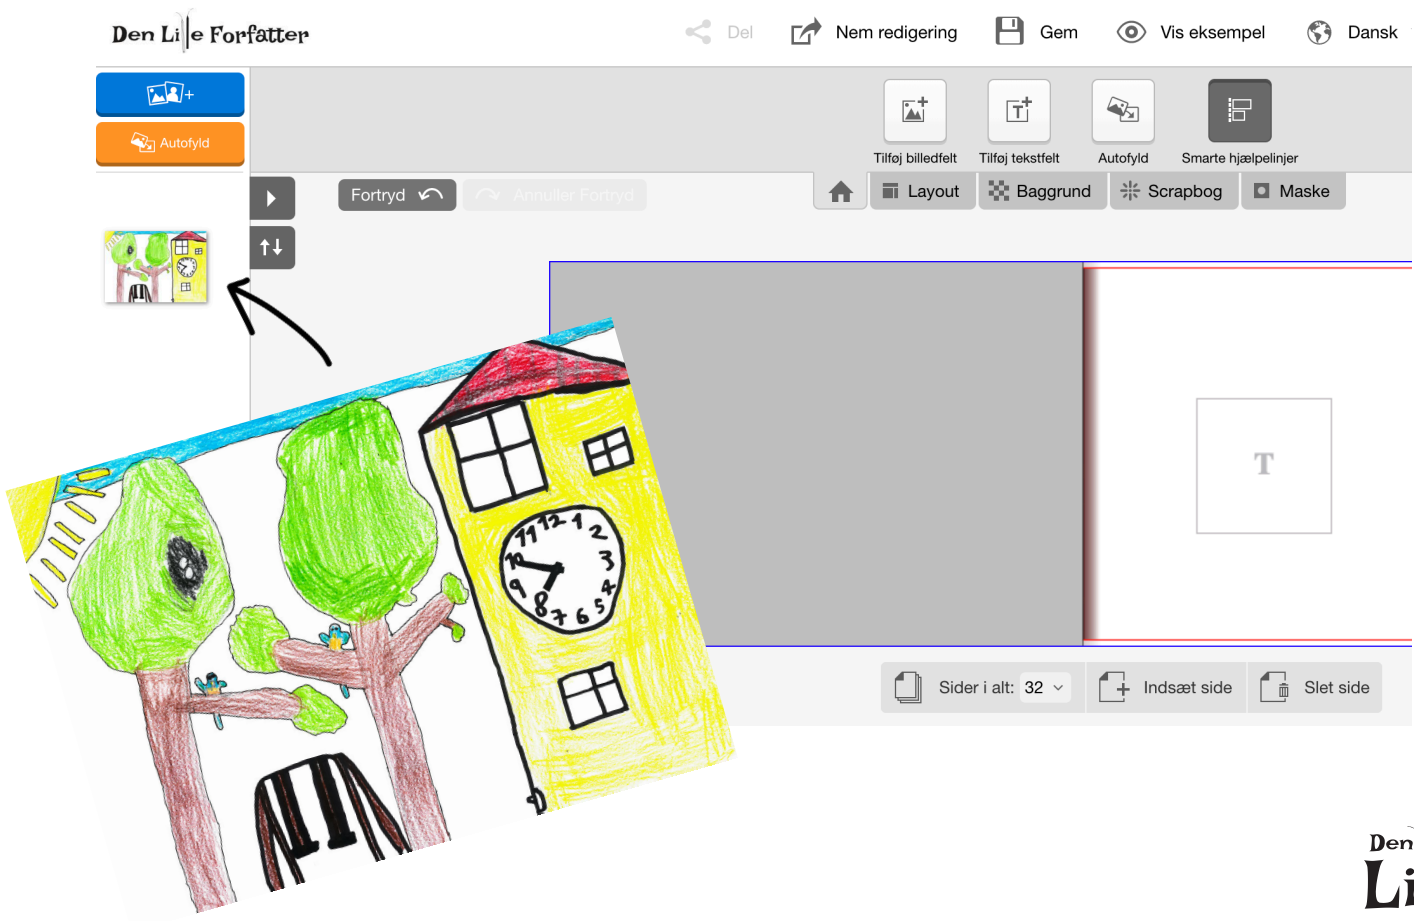 Den Lille Forfatter
Del
Nem redigering
Gem
Vis eksempel
Dansk
Autofyld
Tilføj billedfelt
Tilføj tekstfelt
Autofyld
Smarte hjælpelinjer
Fortryd
Annuller Fortryd
Layout
Baggrund
Scrapbog
Maske
T
12
1
2
3
4
5
6
7
8
9
10
11
Sider i alt: 32
Indsæt side
Slet side
Den
Li